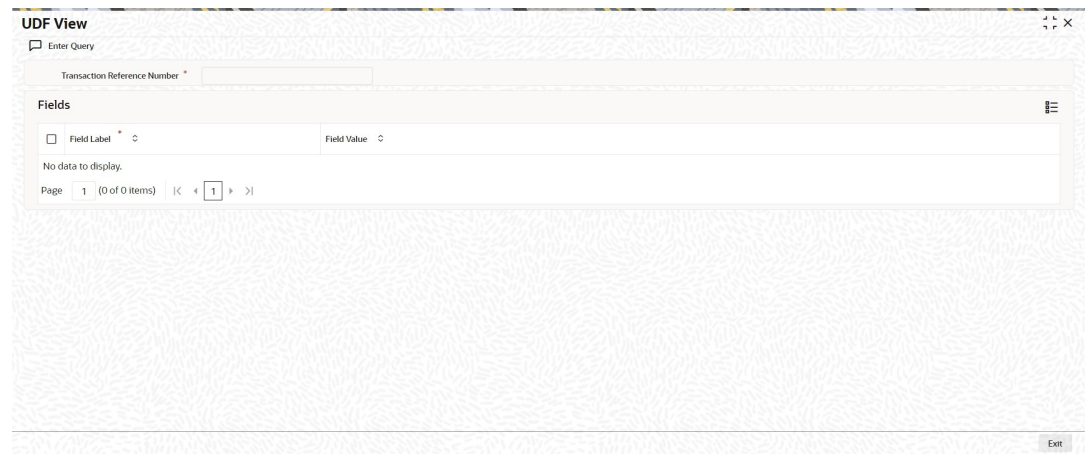 UDF View
Enter Query
Transaction Reference Number *
Fields
Field Label * Field Value
No data to display.
Page 1 (0 of 0 items) 1
Exit